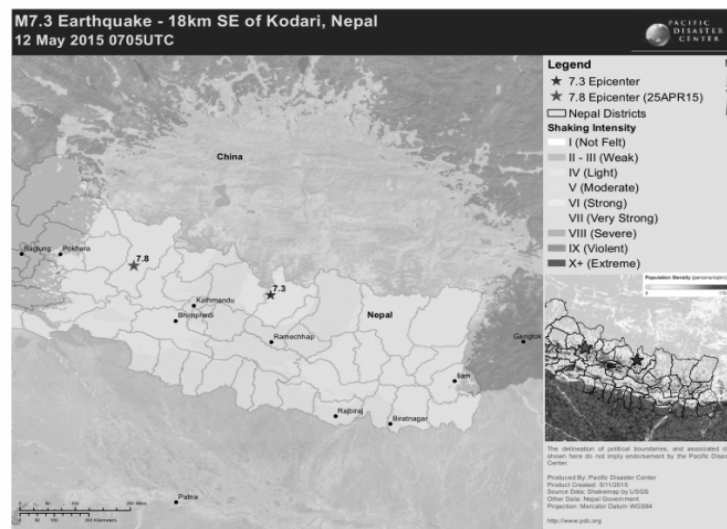 M7.3 Earthquake - 18km SE of Kodari, Nepal
12 May 2015 0705UTC
PACIFIC
DISASTER
CENTER
Legend
7.3 Epicenter
7.8 Epicenter (25APR15)
Nepal Districts
Shaking Intensity
I (Not Felt)
II - III (Weak)
IV (Light)
V (Moderate)
VI (Strong)
VII (Very Strong)
VIII (Severe)
IX (Violent)
X+ (Extreme)
China
Baglung
Pokhara
7.8
7.3
Kathmandu
Bhimphedi
Nepal
Ramechhap
Gangtok
Ilam
Rajbiraj
Biratnagar
Patna
Population Density
The delineation of political boundaries, and associated
shown here do not imply endorsement by the Pacific
Center.
Produced By: Pacific Disaster Center
Product Created: 5/11/2015
Source Data: Shakemap by USGS
Other Data: Nepal Government
Projection: Mercator Datum WGS84
http://www.pdc.org